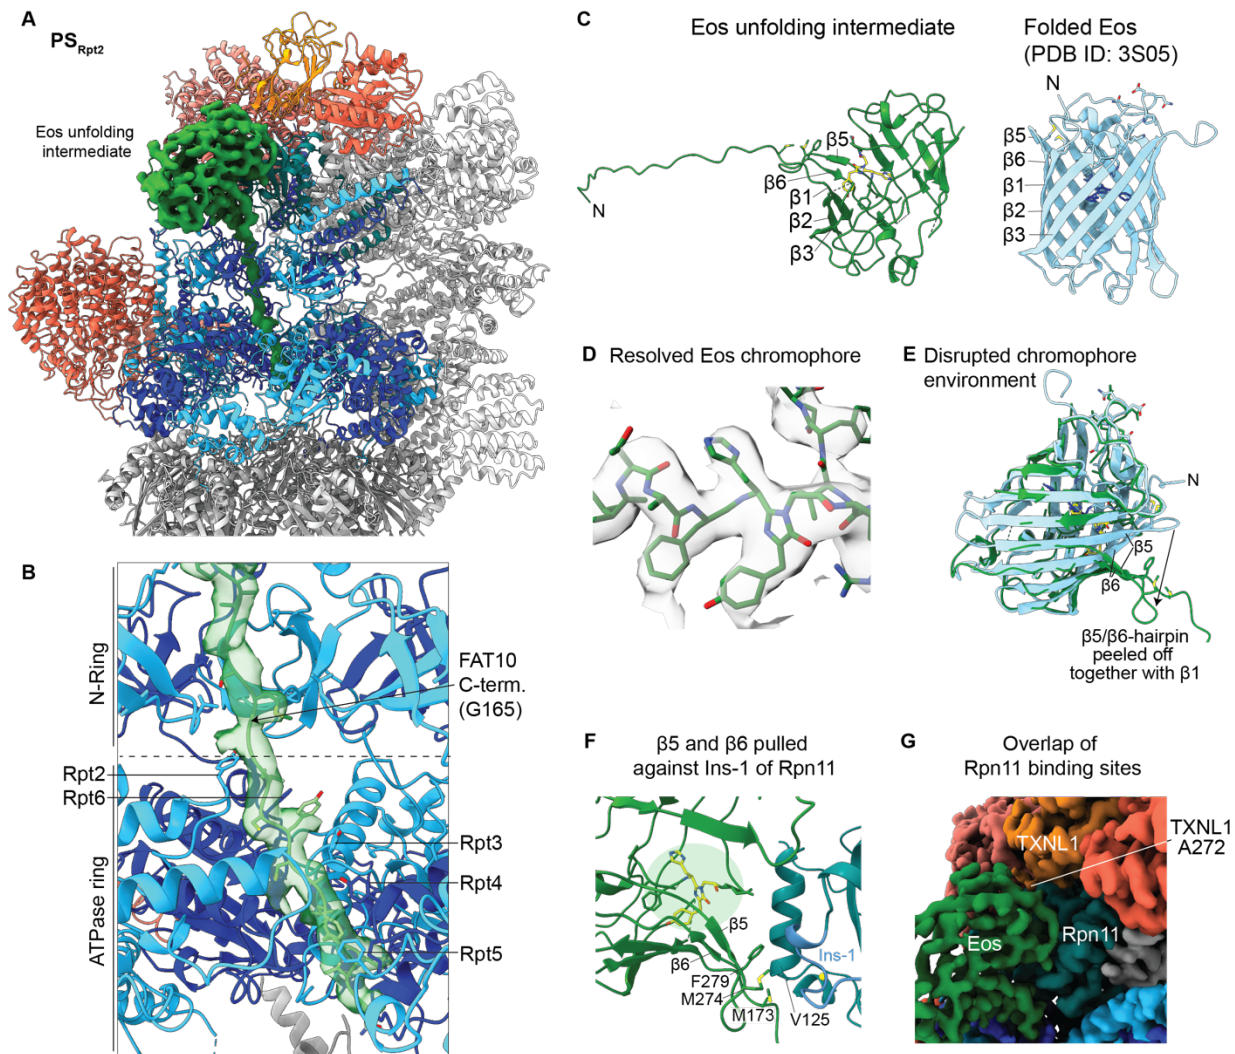 A
PSRpt2
Eos unfolding
intermediate
B
N-Ring
ATPase ring
FAT10
C-term.
(G165)
Rpt2
Rpt6
Rpt3
Rpt4
Rpt5
C
Eos unfolding intermediate
N
β5
β6
β1
β2
β3
Folded Eos
(PDB ID: 3S05)
N
β5
β6
β1
β2
β3
D Resolved Eos chromophore
E Disrupted chromophore
environment
N
β5
β6
β5/β6-hairpin
peeled off
together with β1
F
β5 and β6 pulled
against Ins-1 of Rpn11
β5
β6
Ins-1
F279
M274
M173
V125
G
Overlap of
Rpn11 binding sites
TXNL1
TXNL1
A272
Eos
Rpn11